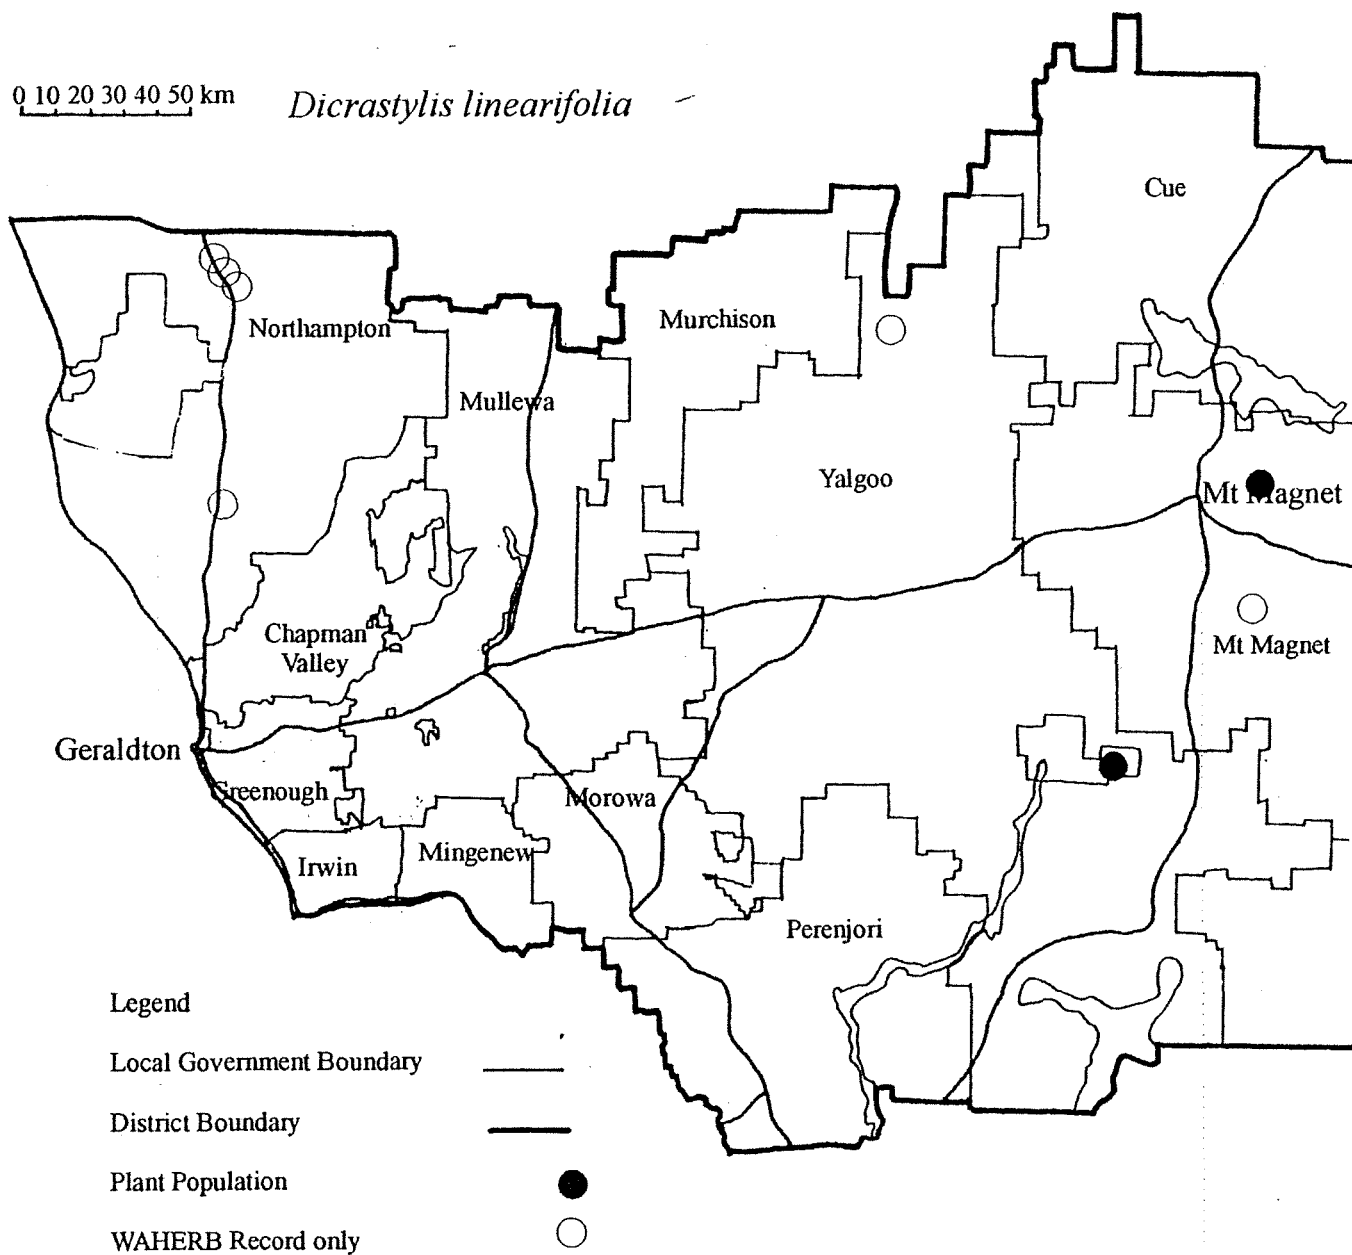 0 10 20 30 40 50 km
Dicrastylis linearifolia
Cue
Northampton
Murchison
Mullewa
Yalgoo
Mt Magnet
Chapman
Valley
Mt Magnet
Geraldton
Greenough
Morowa
Irwin
Mingenew
Perenjori
Legend
Local Government Boundary
District Boundary
Plant Population
WAHERB Record only